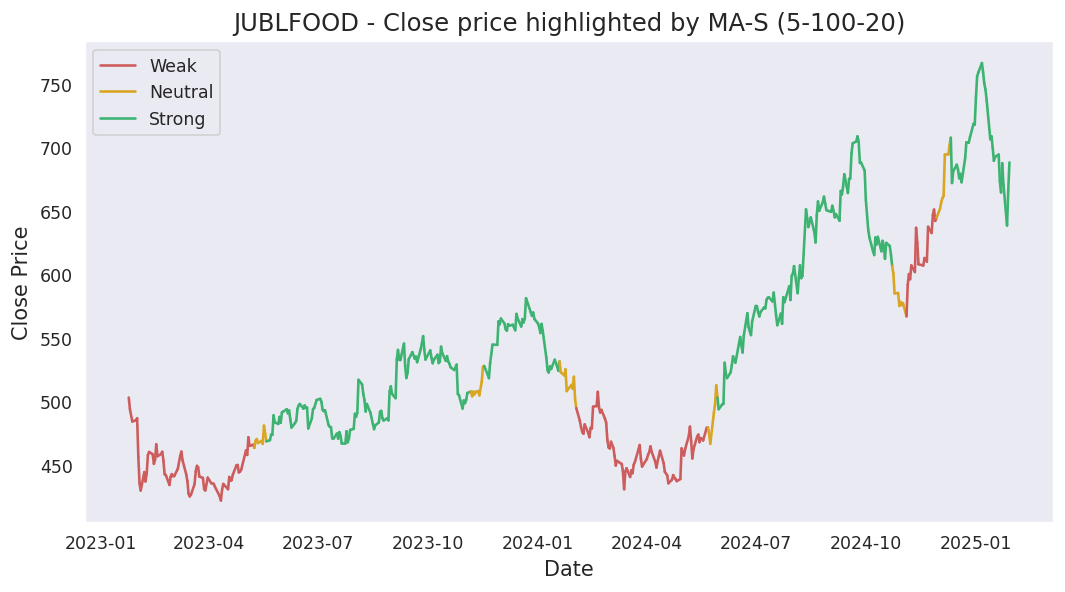 JUBLFOOD - Close price highlighted by MA-S (5-100-20)
Weak
Neutral
Strong
Close Price
750
700
650
600
550
500
450
2023-01 2023-04 2023-07 2023-10 2024-01 2024-04 2024-07 2024-10 2025-01
Date